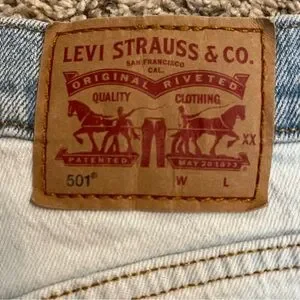 LEVI STRAUSS & CO.
SAN FRANCISCO
CAL.
ORIGINAL RIVETED
QUALITY CLOTHING
XX
PATENTED MAY 20 1873
501® W L